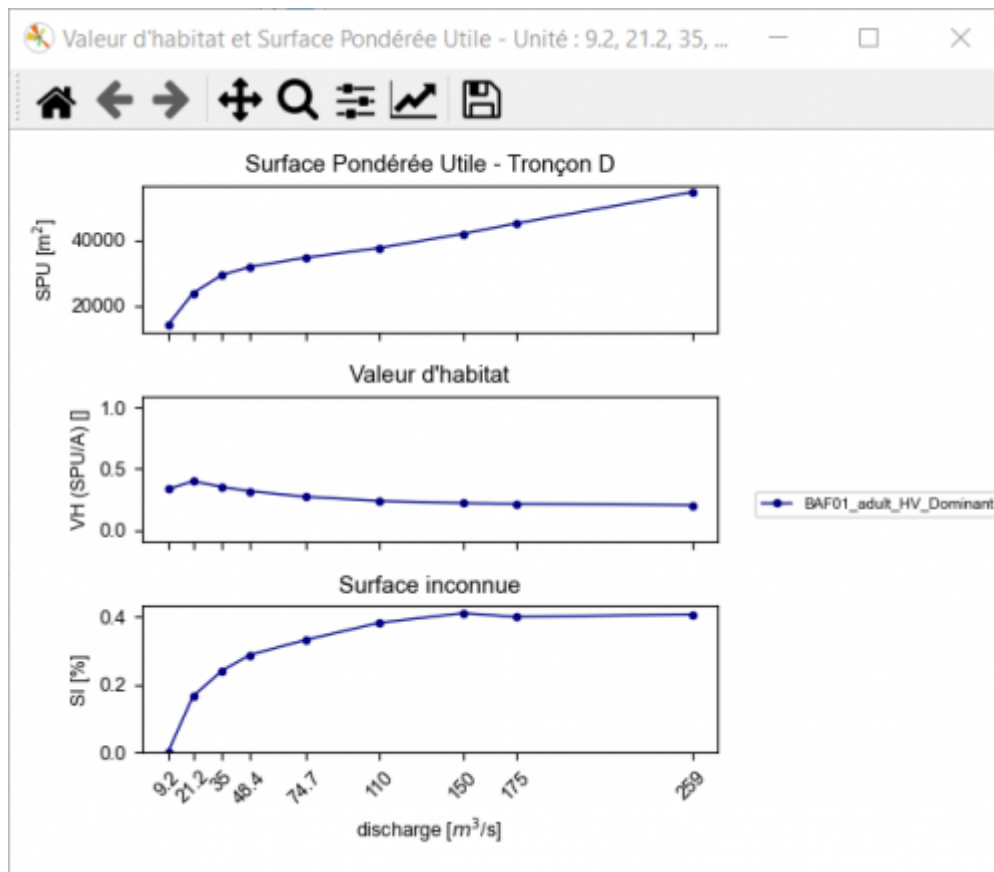 Valeur d'habitat et Surface Pondérée Utile - Unité : 9.2, 21.2, 35, ...
Surface Pondérée Utile - Tronçon D
SPU [m²]
40000
20000
Valeur d'habitat
VH (SPU/A) []
1.0
0.5
0.0
BAF01_adult_HV_Dominant
Surface inconnue
SI [%]
0.4
0.2
0.0
9.2 21.2 35 48.4 74.7 110 150 175 259
discharge [m³/s]